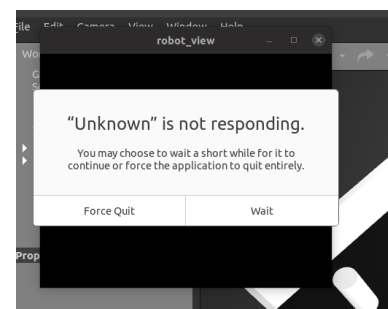 File Edit Camera View Window Help
robot_view
Wo
G
S
“Unknown” is not responding.
You may choose to wait a short while for it to
continue or force the application to quit entirely.
Force Quit Wait
Prop